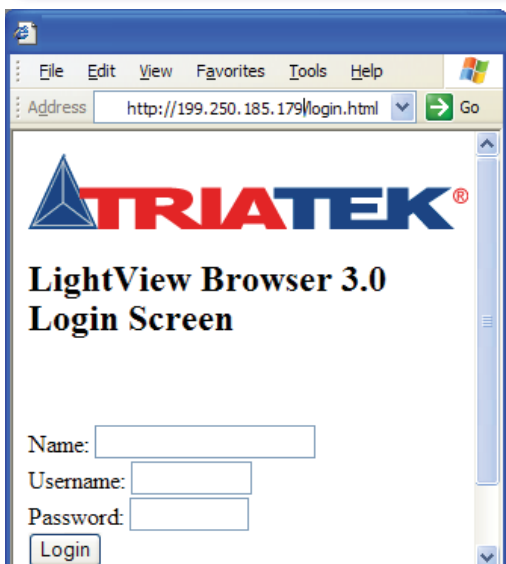 File Edit View Favorites Tools Help
Address http://199.250.185.179/login.html Go
TRIATEK®
LightView Browser 3.0
Login Screen
Name:
Username:
Password:
Login